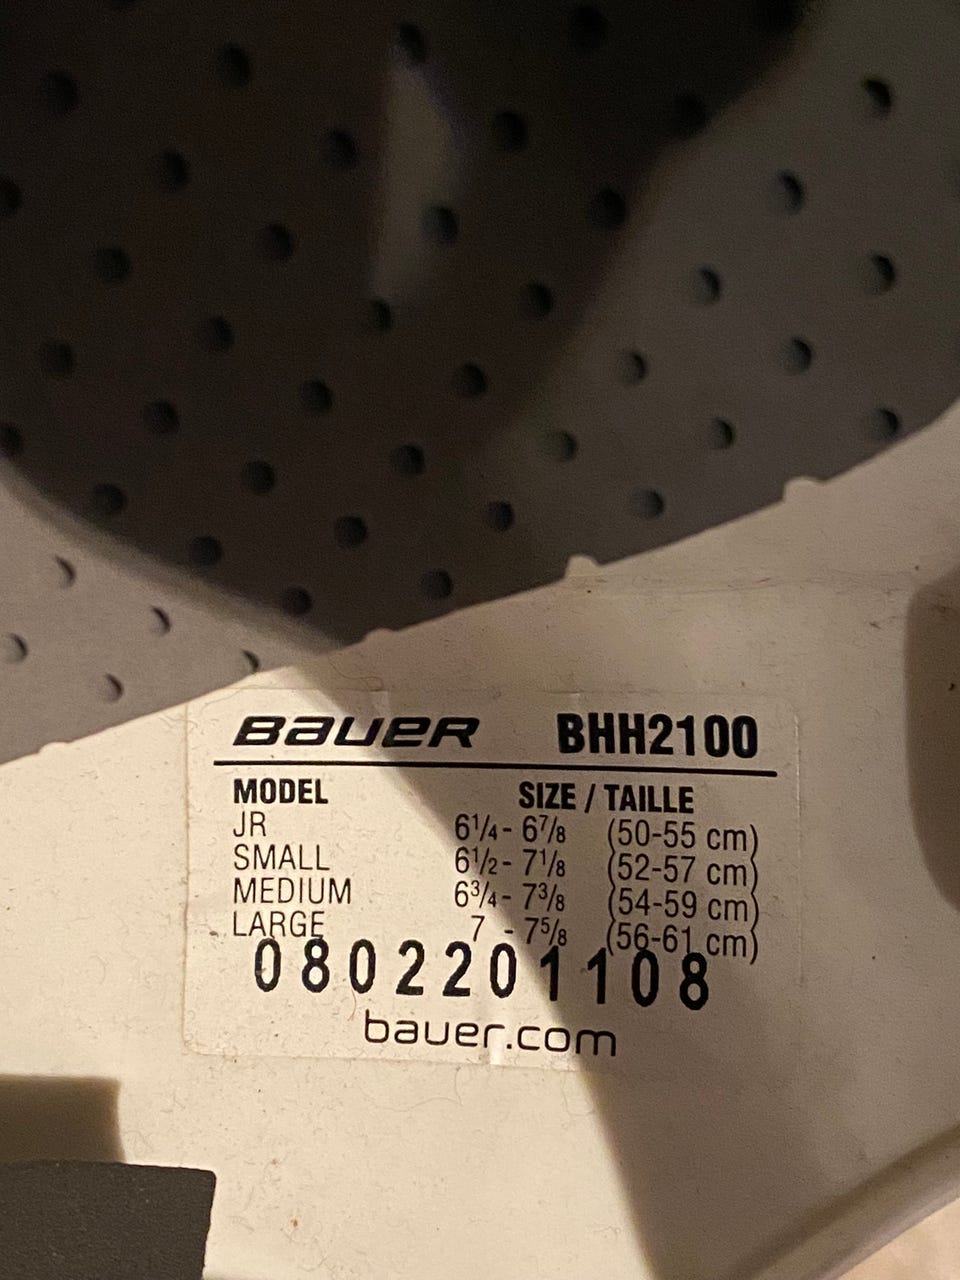 BAUER BHH2100
MODEL SIZE / TAILLE
JR 6¼ - 6⅞ (50-55 cm)
SMALL 6½ - 7⅛ (52-57 cm)
MEDIUM 6¾ - 7⅜ (54-59 cm)
LARGE 7 - 7⅝ (56-61 cm)
0802201108
bauer.com